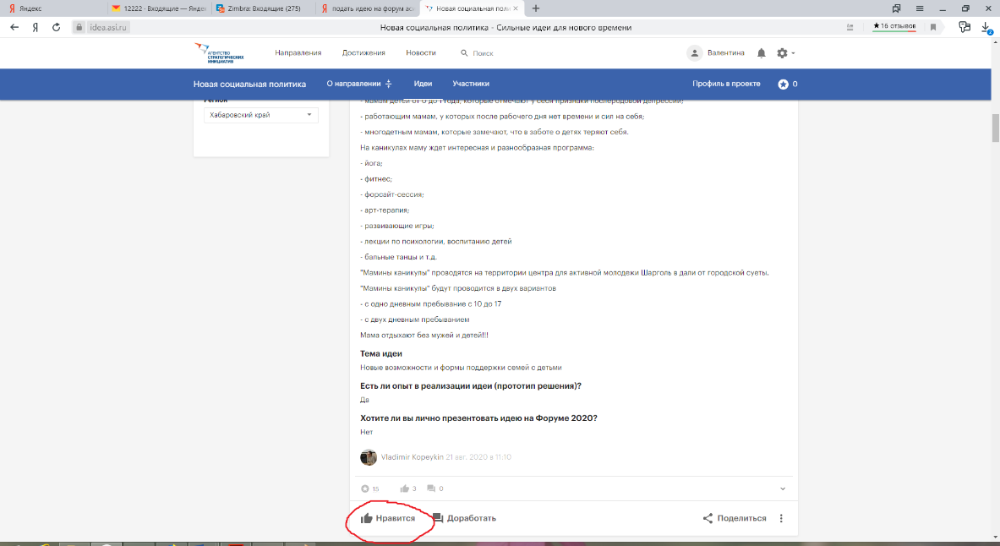 Яндекс
12222 · Входящие — Янде
Zimbra: Входящие (275)
подать идею на форум аси
Новая социальная поли
idea.asi.ru
Новая социальная политика - Сильные идеи для нового времени
★16 отзывов
2
АГЕНТСТВО
СТРАТЕГИЧЕСКИХ
ИНИЦИАТИВ
Направления
Достижения
Новости
Поиск
Валентина
Новая социальная политика
О направлении
Идеи
Участники
Профиль в проекте
0
Регион
Хабаровский край
- мамам детей от 0 до 1 года, которые отмечают у себя признаки послеродовой депрессии;
- работающим мамам, у которых после рабочего дня нет времени и сил на себя;
- многодетным мамам, которые замечают, что в заботе о детях теряют себя.
На каникулах маму ждет интересная и разнообразная программа:
- йога;
- фитнес;
- форсайт-сессия;
- арт-терапия;
- развивающие игры;
- лекции по психологии, воспитанию детей
- бальные танцы и т.д.
"Мамины каникулы" проводятся на территории центра для активной молодежи Шарголь в дали от городской суеты.
"Мамины каникулы" будут проводится в двух вариантов
- с одно дневным пребывание с 10 до 17
- с двух дневным пребыванием
Мама отдыхают без мужей и детей!!!
Тема идеи
Новые возможности и формы поддержки семей с детьми
Есть ли опыт в реализации идеи (прототип решения)?
Да
Хотите ли вы лично презентовать идею на Форуме 2020?
Нет
Vladimir Kopeykin 21 авг. 2020 в 11:10
15
3
0
Нравится
Доработать
Поделиться